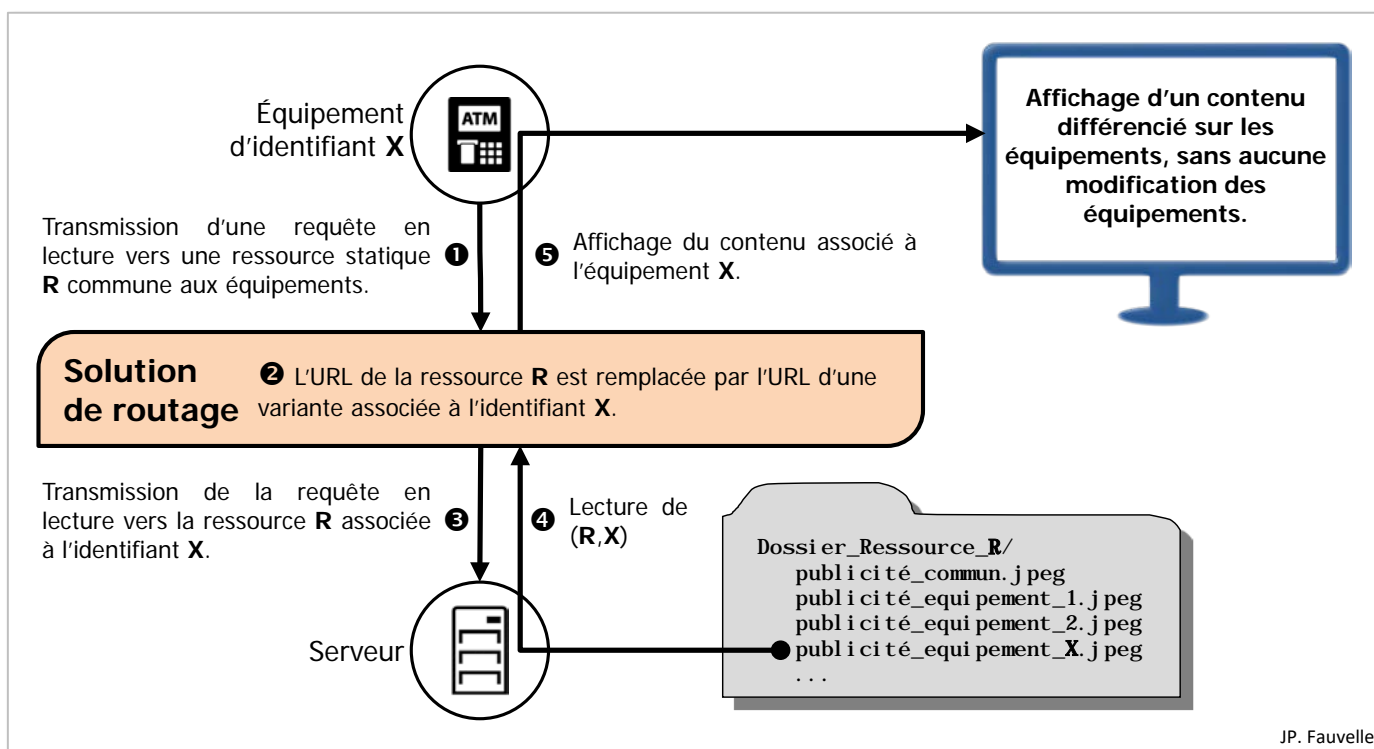 Équipement
d'identifiant X
ATM
Affichage d'un contenu
différencié sur les
équipements, sans aucune
modification des
équipements.
Transmission d'une requête en
lecture vers une ressource statique ❶
R commune aux équipements.
❺ Affichage du contenu associé à
l'équipement X.
Solution
de routage
❷ L'URL de la ressource R est remplacée par l'URL d'une
variante associée à l'identifiant X.
Transmission de la requête en
lecture vers la ressource R associée ❸
à l'identifiant X.
❹ Lecture de
(R,X)
Dossier_Ressource_R/
publicité_commun.jpeg
publicité_equipement_1.jpeg
publicité_equipement_2.jpeg
publicité_equipement_X.jpeg
...
Serveur
JP. Fauvelle